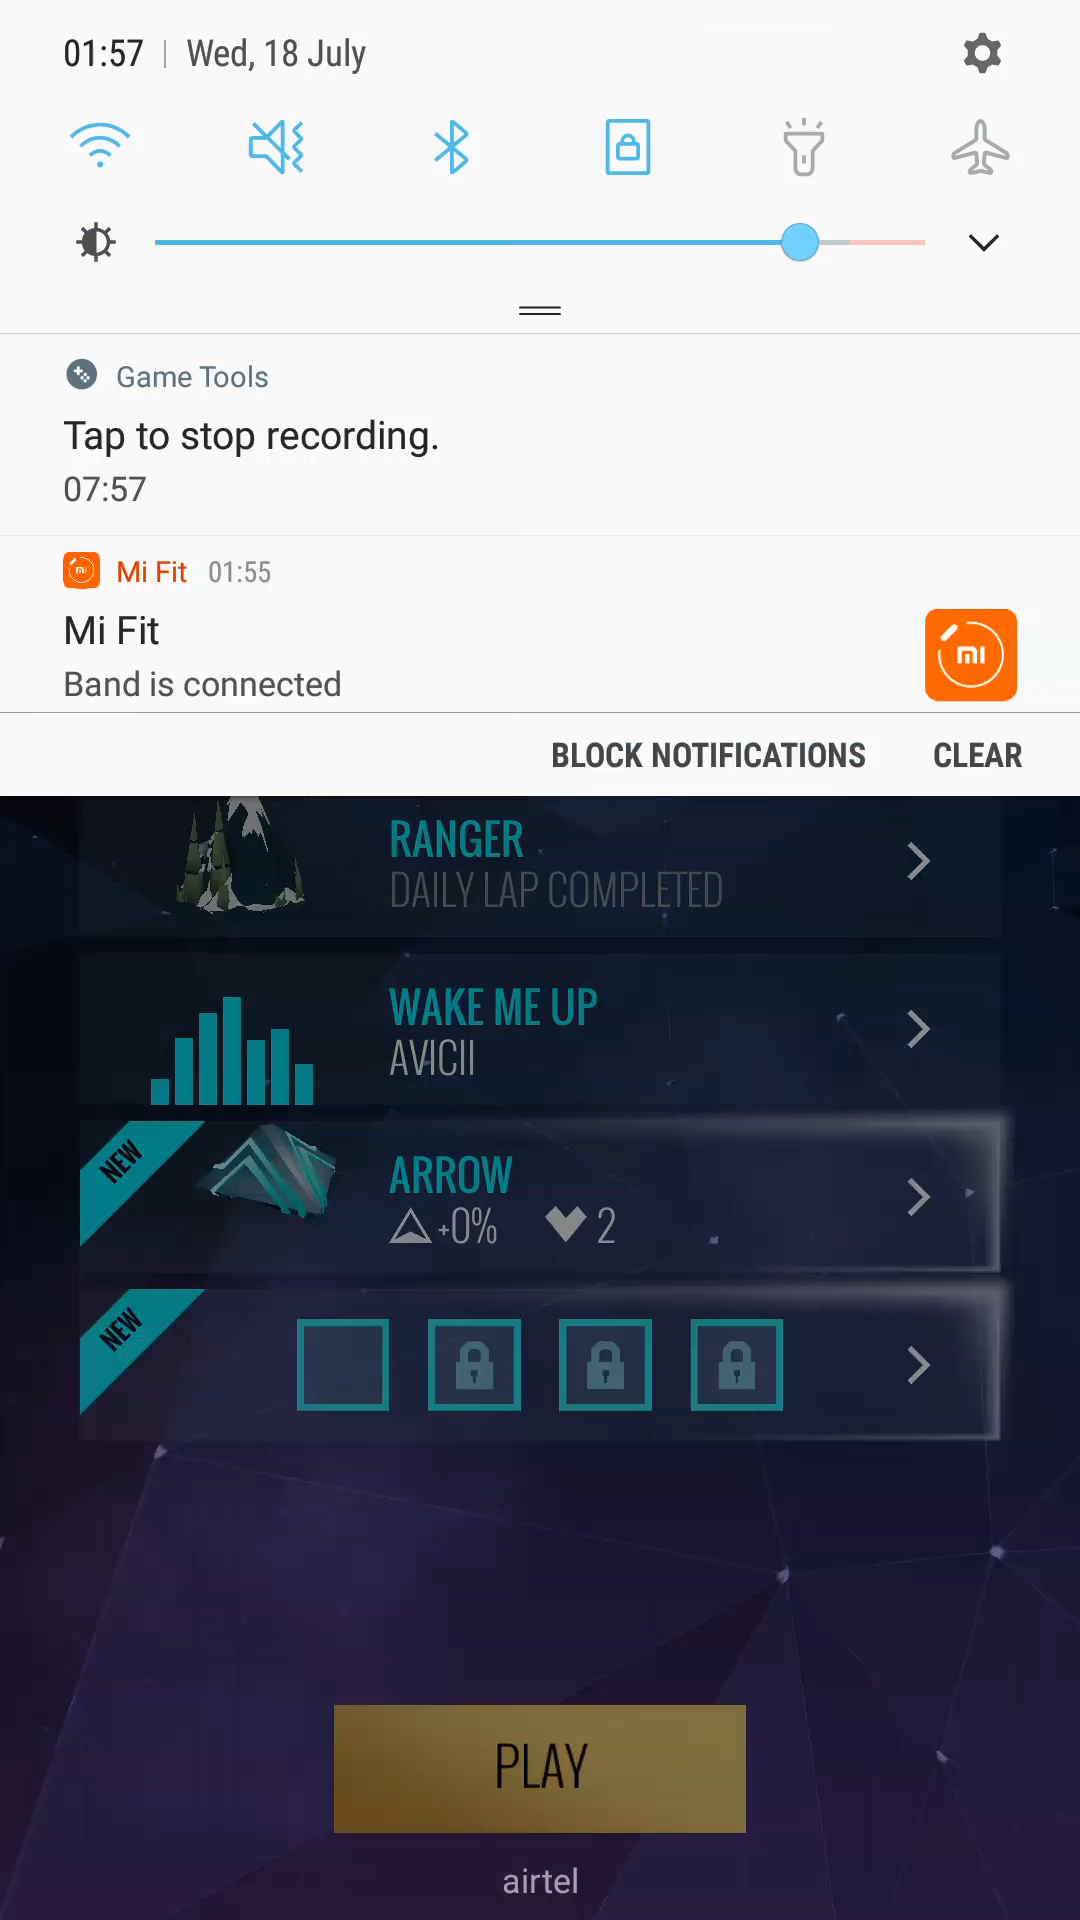 01:57 | Wed, 18 July
Game Tools
Tap to stop recording.
07:57
Mi Fit 01:55
Mi Fit
Band is connected
BLOCK NOTIFICATIONS CLEAR
RANGER
DAILY LAP COMPLETED
WAKE ME UP
AVICII
NEW
ARROW
+0% 2
NEW
PLAY
airtel